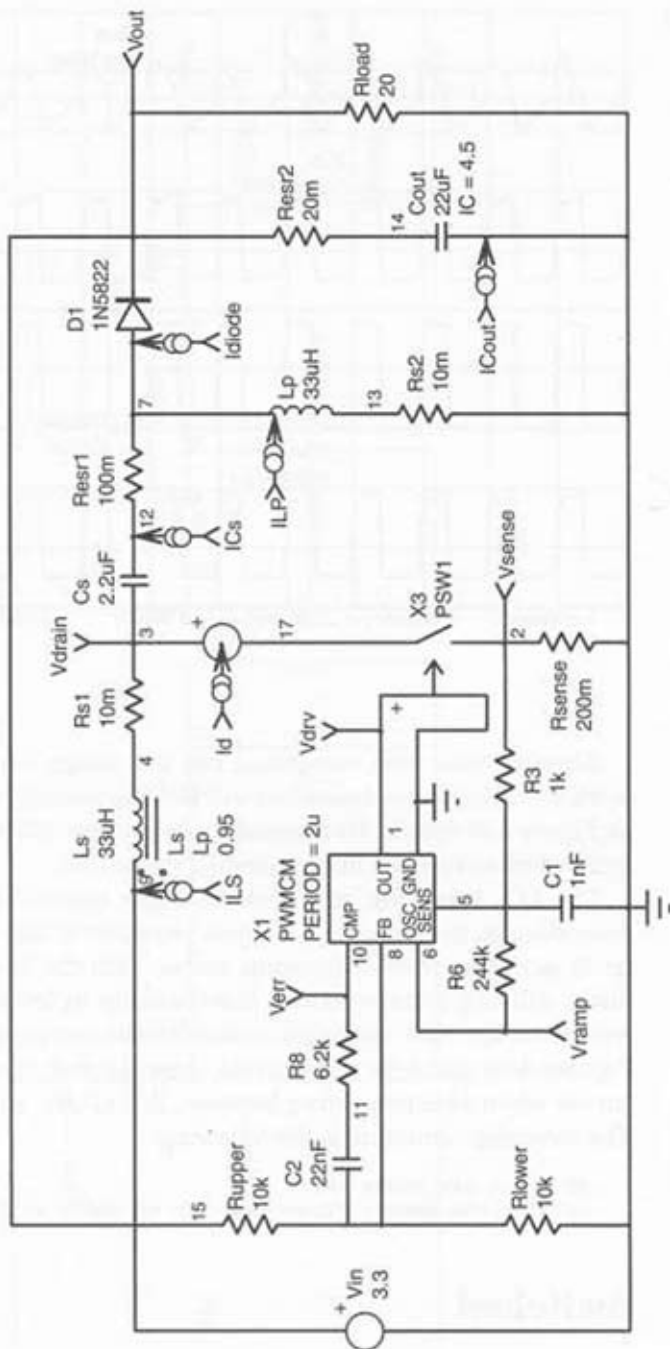 Vin
3.3
15
Rupper
10k
C2
22nF
Rlower
10k
11
R8
6.2k
Verr
ILS
9
Ls
33uH
Ls
Lp
0.95
4
Rs1
10m
X1
PWMCM
PERIOD = 2u
10
CMP
OUT
8
FB
OSC
GND
6
SENS
1
5
R6
244k
Vramp
C1
1nF
R3
1k
Vdrv
Vdrain
3
Id
17
X3
PSW1
2
Vsense
Rsense
200m
Cs
2.2uF
12
ICs
Resr1
100m
7
ILP
Lp
33uH
13
Rs2
10m
D1
1N5822
Idiode
Resr2
20m
14
Cout
22uF
IC = 4.5
ICout
Rload
20
Vout